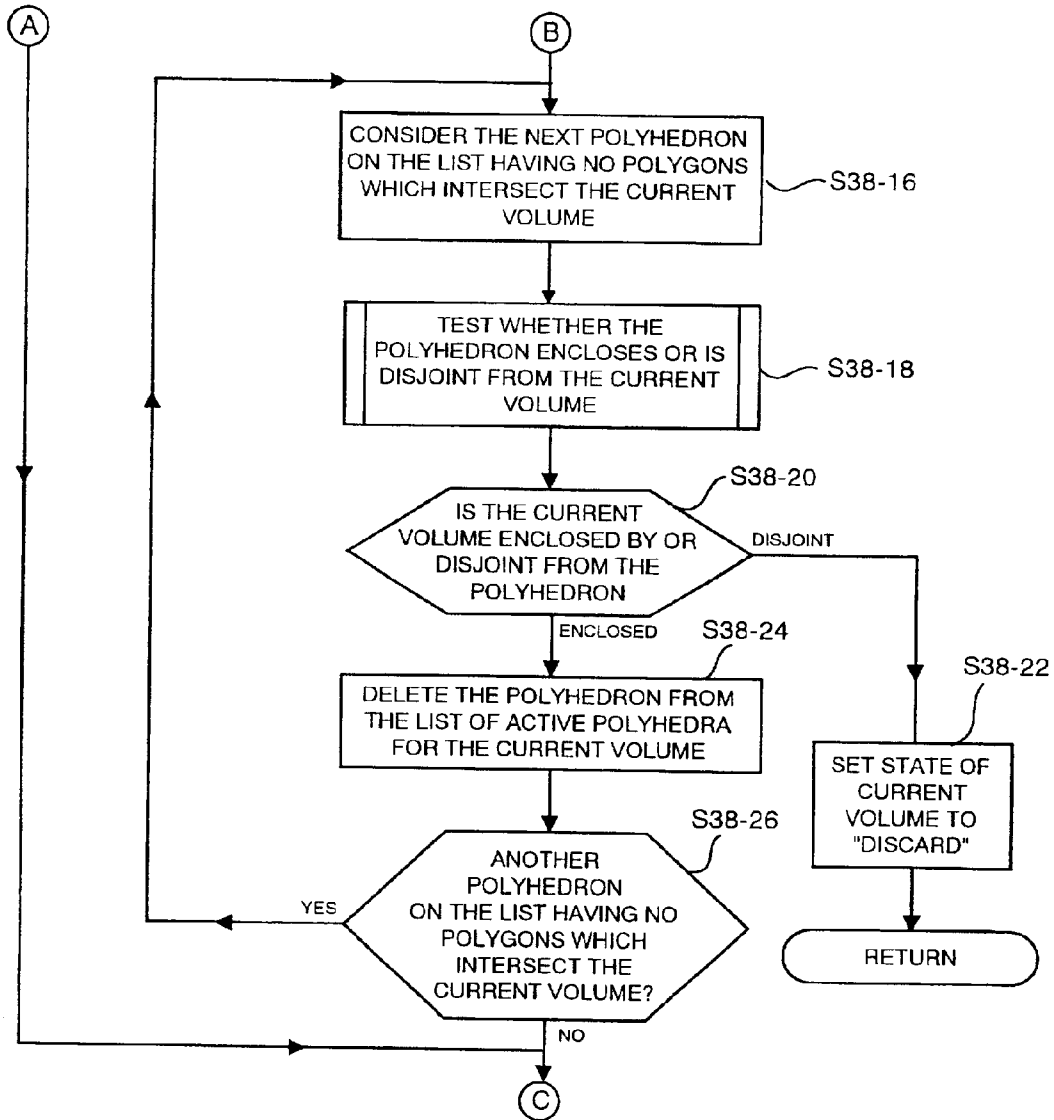 A
B
CONSIDER THE NEXT POLYHEDRON
ON THE LIST HAVING NO POLYGONS
WHICH INTERSECT THE CURRENT
VOLUME
S38-16
TEST WHETHER THE
POLYHEDRON ENCLOSES OR IS
DISJOINT FROM THE CURRENT
VOLUME
S38-18
S38-20
IS THE CURRENT
VOLUME ENCLOSED BY OR
DISJOINT FROM THE
POLYHEDRON
DISJOINT
ENCLOSED
S38-24
DELETE THE POLYHEDRON FROM
THE LIST OF ACTIVE POLYHEDRA
FOR THE CURRENT VOLUME
S38-22
SET STATE OF
CURRENT
VOLUME TO
"DISCARD"
RETURN
S38-26
ANOTHER
POLYHEDRON
ON THE LIST HAVING NO
POLYGONS WHICH
INTERSECT THE
CURRENT VOLUME?
YES
NO
C